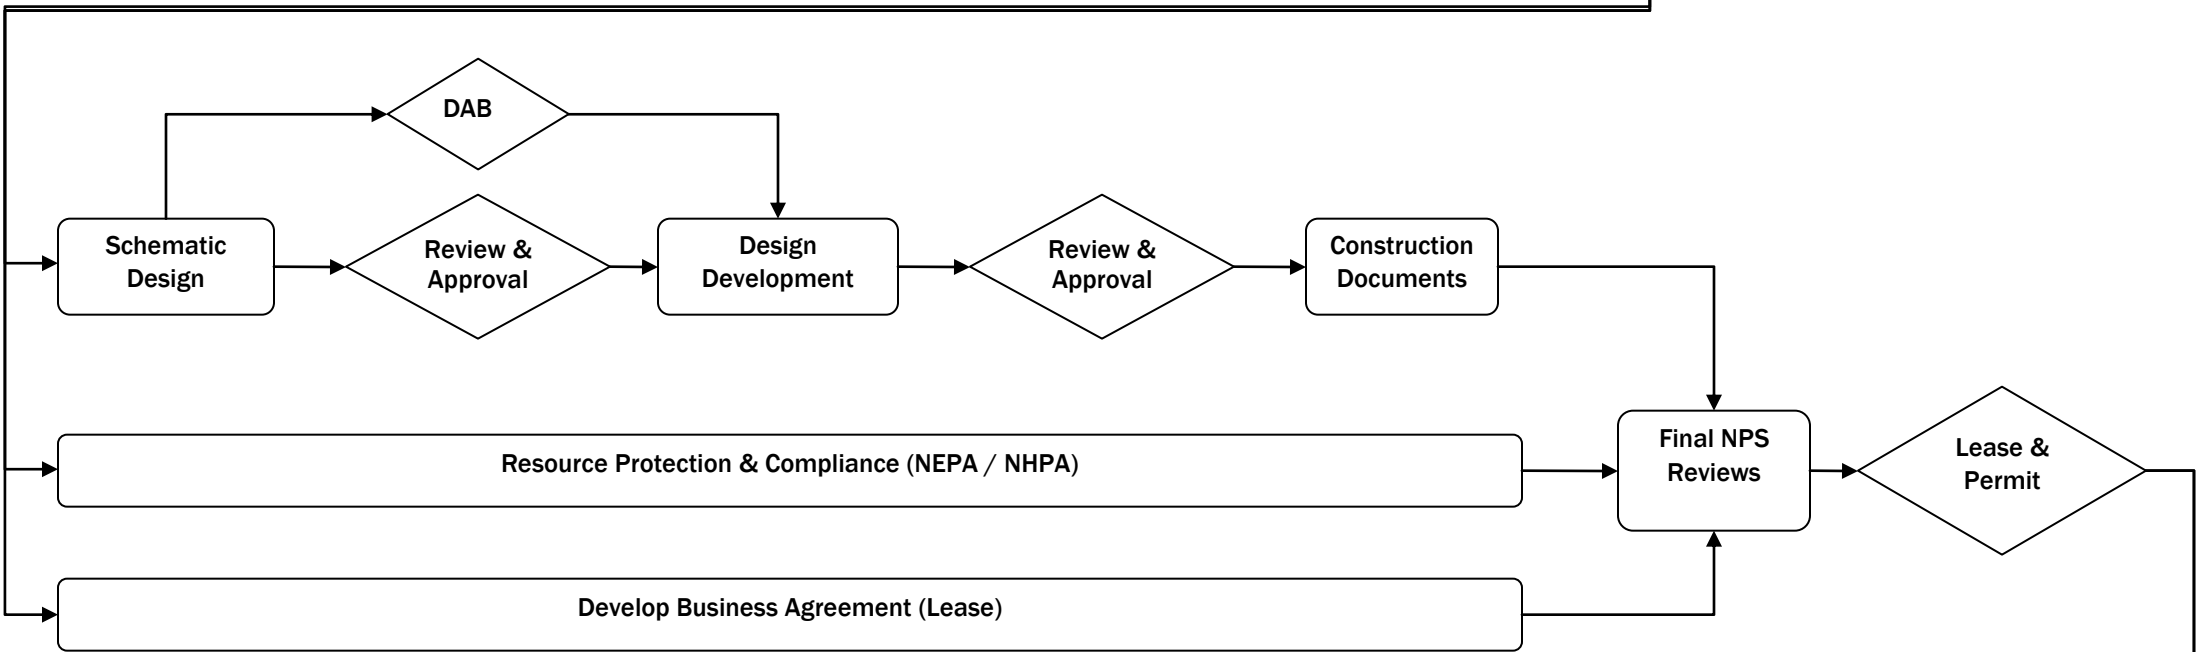 DAB
Schematic
Design
Review &
Approval
Design
Development
Review &
Approval
Construction
Documents
Resource Protection & Compliance (NEPA / NHPA)
Final NPS
Reviews
Lease &
Permit
Develop Business Agreement (Lease)